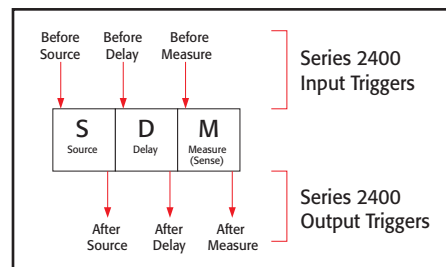 Before Source
Before Delay
Before Measure
Series 2400
Input Triggers
S
Source
D
Delay
M
Measure
(Sense)
After Source
After Delay
After Measure
Series 2400
Output Triggers